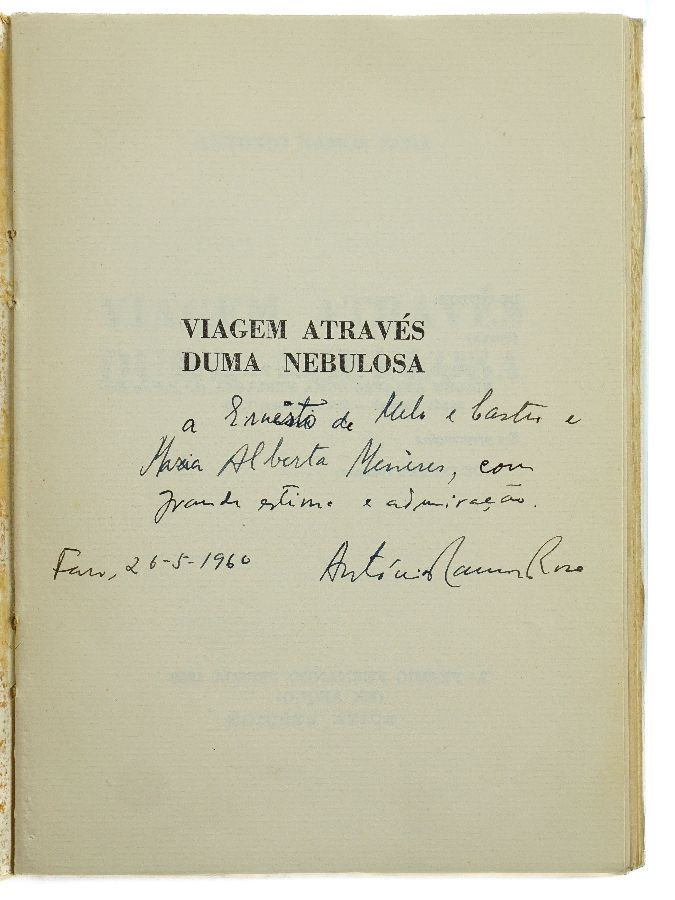 VIAGEM ATRAVÉS
DUMA NEBULOSA
a Ernesto de Melo e Castro e
Maria Alberta Menéres, com
grande estima e admiração.
Faro, 26-5-1960
António Ramos Rosa